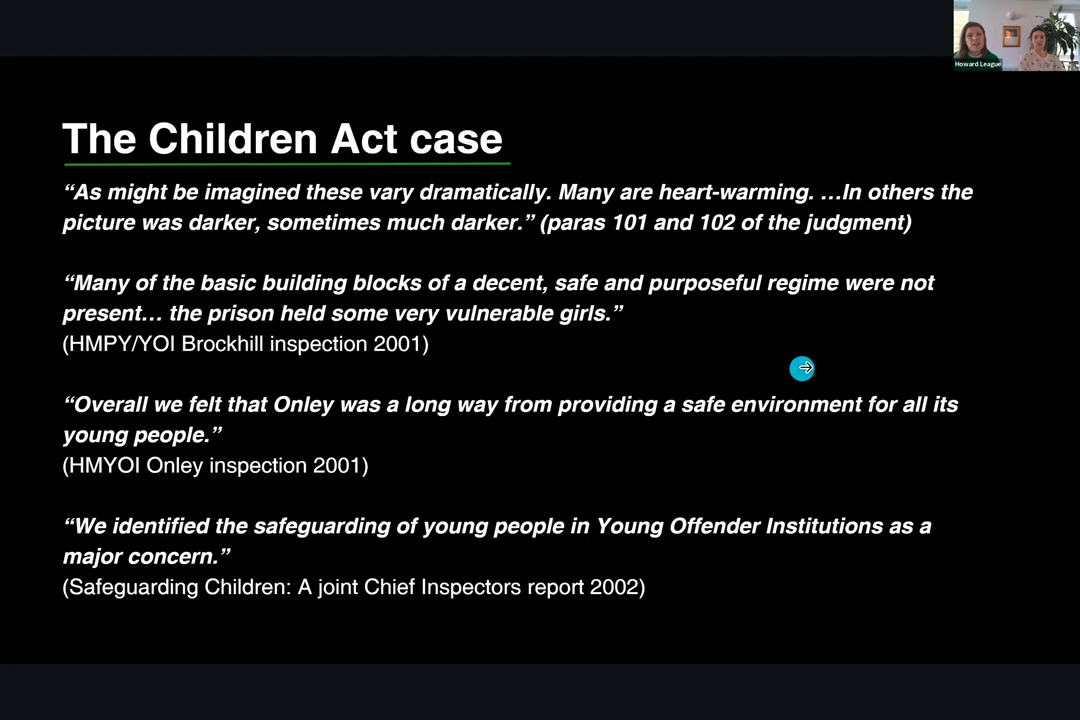 Howard League
The Children Act case
“As might be imagined these vary dramatically. Many are heart-warming. …In others the
picture was darker, sometimes much darker.” (paras 101 and 102 of the judgment)
“Many of the basic building blocks of a decent, safe and purposeful regime were not
present… the prison held some very vulnerable girls.”
(HMPY/YOI Brockhill inspection 2001)
“Overall we felt that Onley was a long way from providing a safe environment for all its
young people.”
(HMYOI Onley inspection 2001)
“We identified the safeguarding of young people in Young Offender Institutions as a
major concern.”
(Safeguarding Children: A joint Chief Inspectors report 2002)